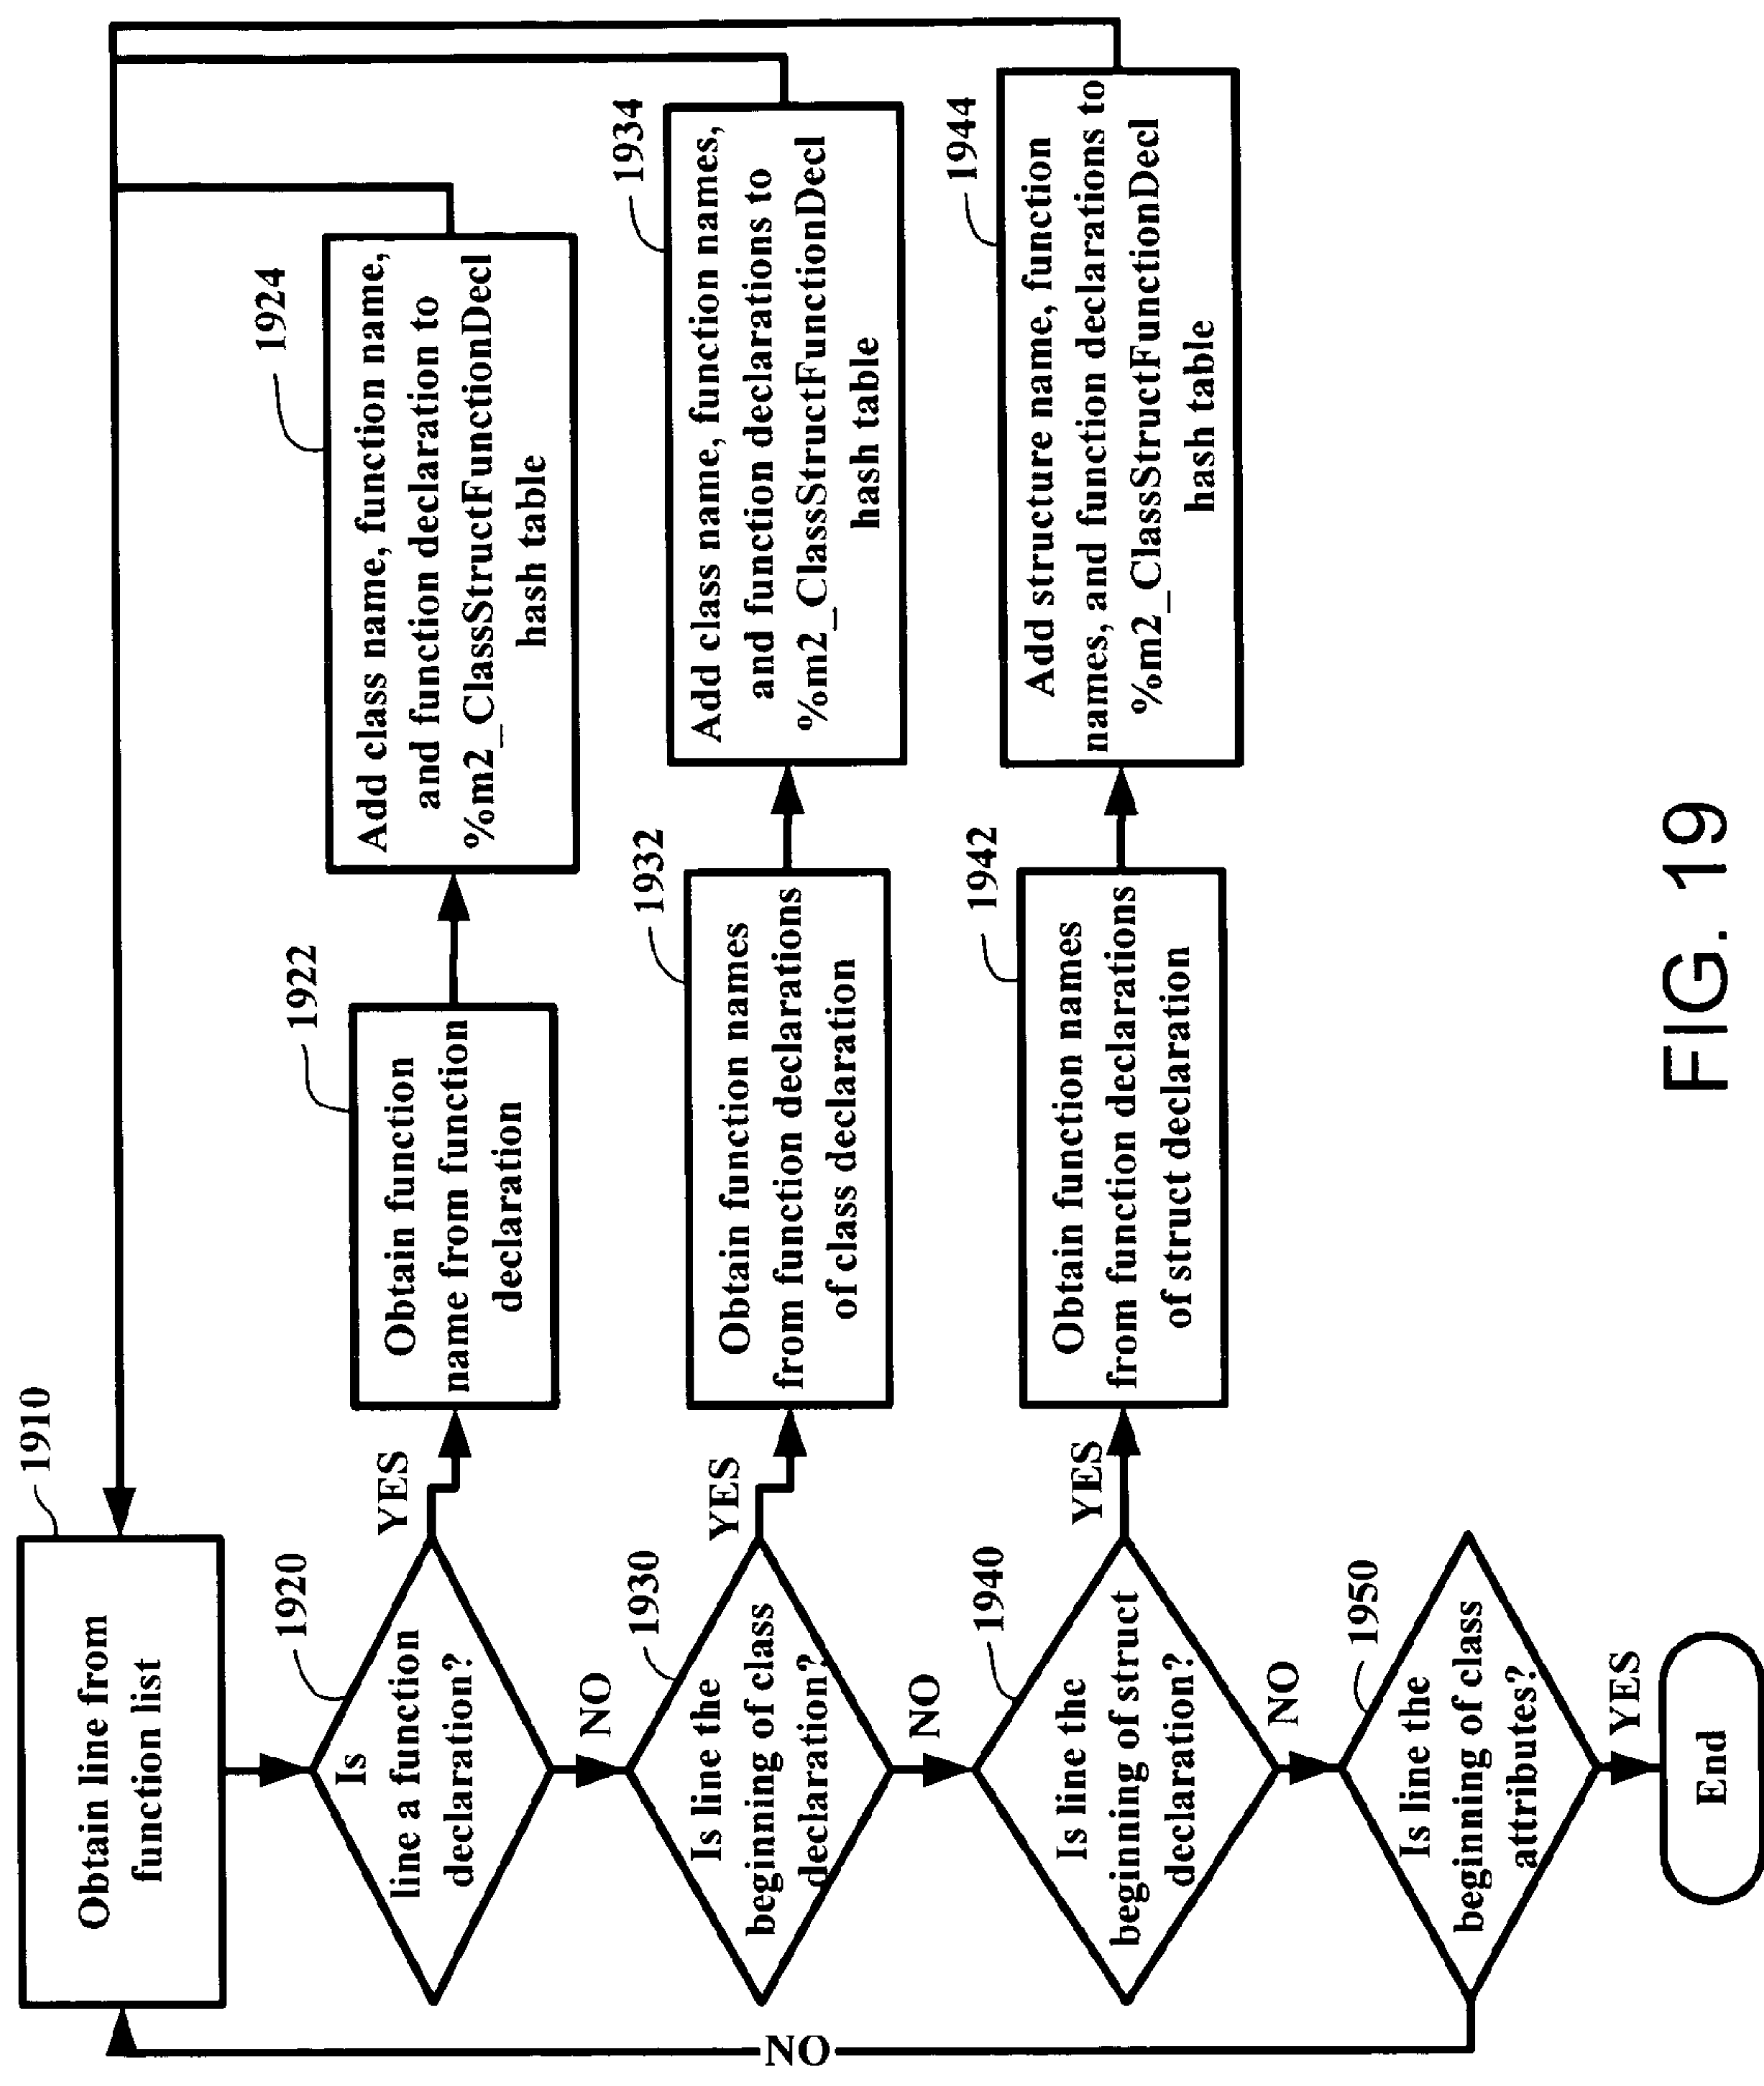 1910
Obtain line from
function list
1920
Is
line a function
declaration?
YES
1922
Obtain function
name from function
declaration
1924
Add class name, function name,
and function declaration to
%m2_ClassStructFunctionDecl
hash table
NO
1930
Is line the
beginning of class
declaration?
YES
1932
Obtain function names
from function declarations
of class declaration
1934
Add class name, function names,
and function declarations to
%m2_ClassStructFunctionDecl
hash table
NO
1940
Is line the
beginning of struct
declaration?
YES
1942
Obtain function names
from function declarations
of struct declaration
1944
Add structure name, function
names, and function declarations to
%m2_ClassStructFunctionDecl
hash table
NO
1950
Is line the
beginning of class
attributes?
NO
YES
End
FIG. 19